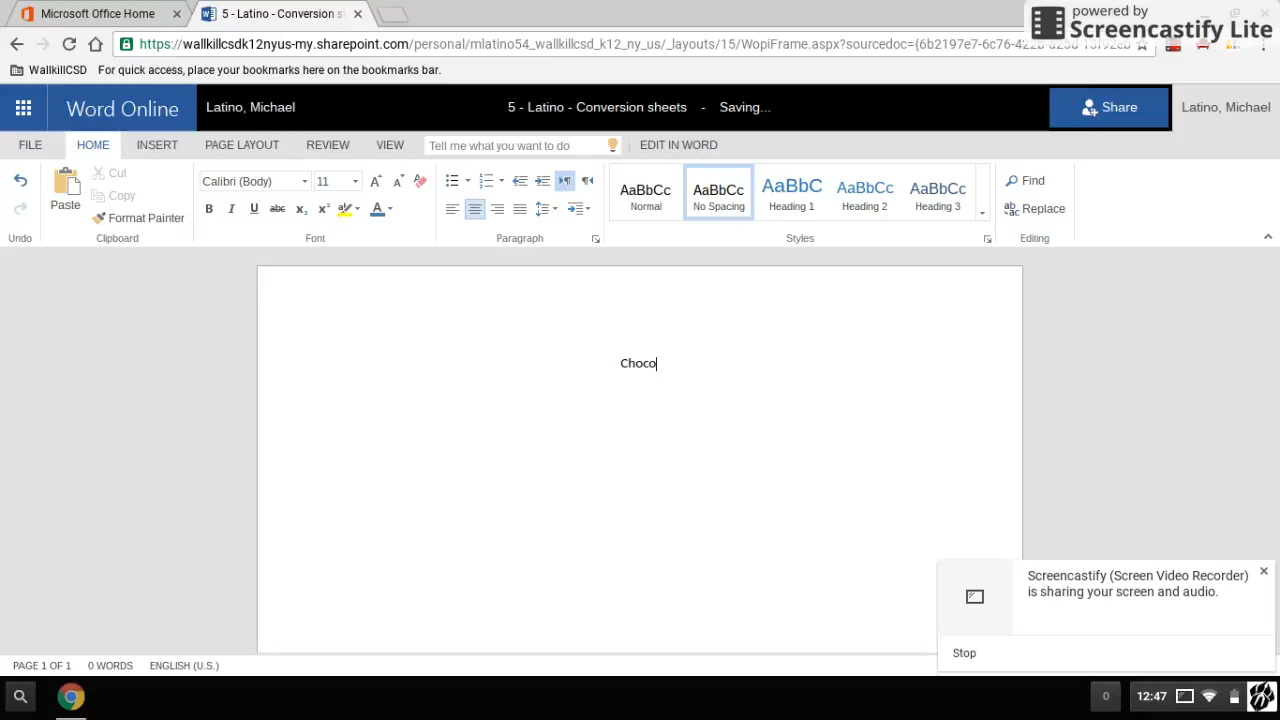 powered by
Screencastify Lite
Microsoft Office Home
5 - Latino - Conversion s
https://wallkillcsdk12nyus-my.sharepoint.com/personal/mlatino54_wallkillcsd_k12_ny_us/_layouts/15/WopiFrame.aspx?sourcedoc={6b2197e7-6c76-422b
WallkillCSD For quick access, place your bookmarks here on the bookmarks bar.
Word Online Latino, Michael 5 - Latino - Conversion sheets - Saving... Share Latino, Michael
FILE HOME INSERT PAGE LAYOUT REVIEW VIEW Tell me what you want to do EDIT IN WORD
Paste Cut Copy Format Painter
Calibri (Body) 11
B I U abc x₂ x² ab A
AaBbCc AaBbCc AaBbC AaBbCc AaBbCc
Normal No Spacing Heading 1 Heading 2 Heading 3
Find
Replace
Undo Clipboard Font Paragraph Styles Editing
Choco
Screencastify (Screen Video Recorder)
is sharing your screen and audio.
Stop
PAGE 1 OF 1 0 WORDS ENGLISH (U.S.)
0 12:47